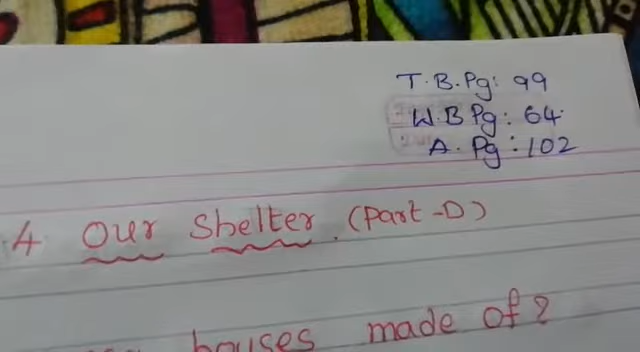 T.B.Pg: 99
W.B Pg: 64.
A. Pg: 102
4 Our Shelter. (Part-D)
houses made of?